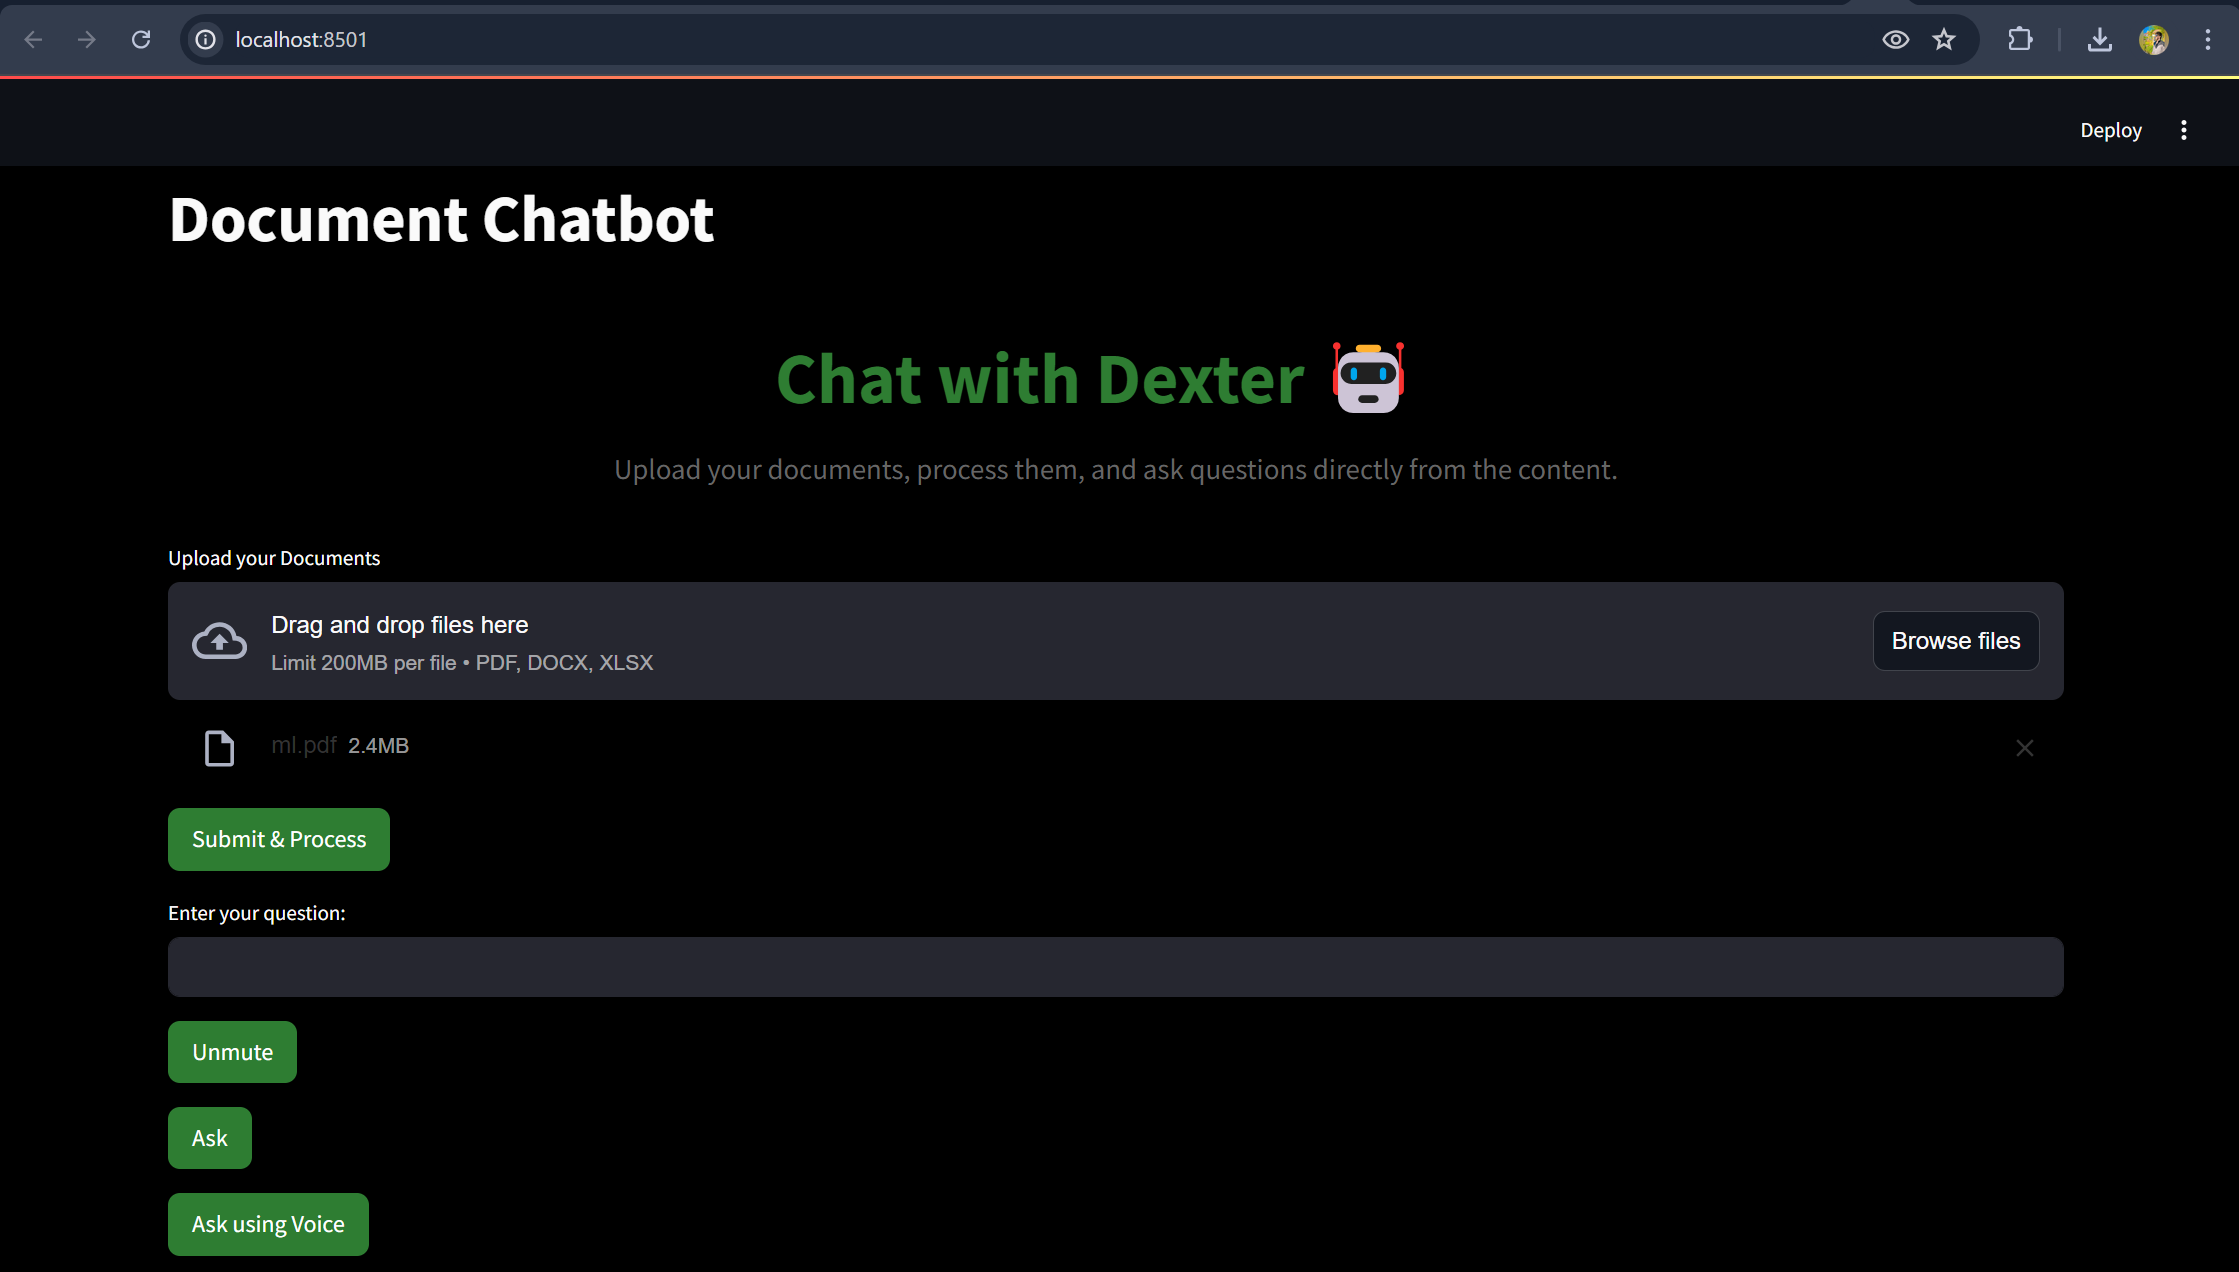 localhost:8501
Deploy
Document Chatbot
Chat with Dexter
Upload your documents, process them, and ask questions directly from the content.
Upload your Documents
Drag and drop files here
Limit 200MB per file • PDF, DOCX, XLSX
Browse files
ml.pdf 2.4MB
Submit & Process
Enter your question:
Unmute
Ask
Ask using Voice